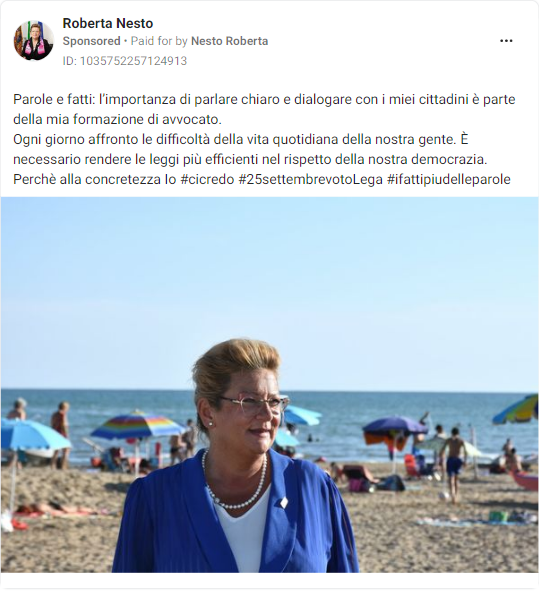 Roberta Nesto
Sponsored • Paid for by Nesto Roberta
ID: 1035752257124913
Parole e fatti: l'importanza di parlare chiaro e dialogare con i miei cittadini è parte
della mia formazione di avvocato.
Ogni giorno affronto le difficoltà della vita quotidiana della nostra gente. È
necessario rendere le leggi più efficienti nel rispetto della nostra democrazia.
Perchè alla concretezza Io #cicredo #25settembrevotoLega #ifattipiudelleparole